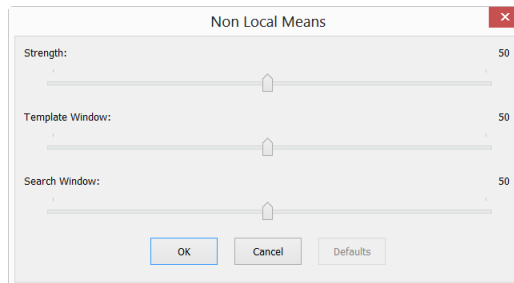 Non Local Means
Strength: 50
Template Window: 50
Search Window: 50
OK Cancel Defaults